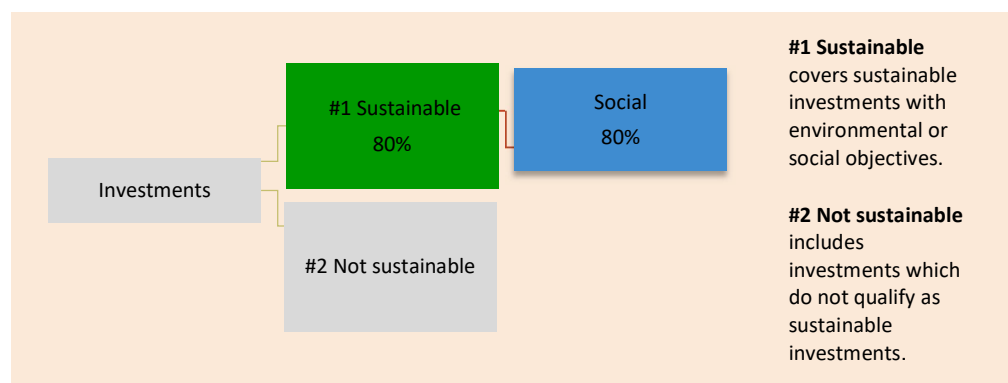 Investments
#1 Sustainable
80%
Social
80%
#2 Not sustainable
#1 Sustainable
covers sustainable
investments with
environmental or
social objectives.
#2 Not sustainable
includes
investments which
do not qualify as
sustainable
investments.